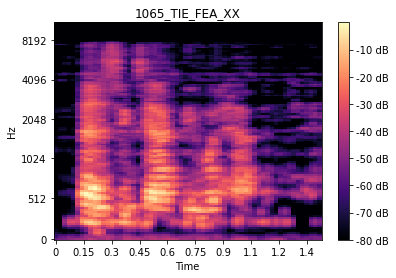 1065_TIE_FEA_XX
8192
4096
2048
1024
512
0
Hz
0 0.15 0.3 0.45 0.6 0.75 0.9 1.1 1.2 1.4
Time
-10 dB
-20 dB
-30 dB
-40 dB
-50 dB
-60 dB
-70 dB
-80 dB